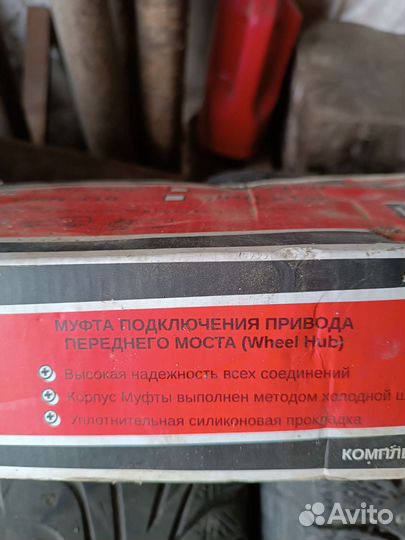 МУФТА ПОДКЛЮЧЕНИЯ ПРИВОДА
ПЕРЕДНЕГО МОСТА (Wheel Hub)
Высокая надежность всех соединений
Корпус Муфты выполнен методом холодной
Уплотнительная силиконовая прокладка
Avito